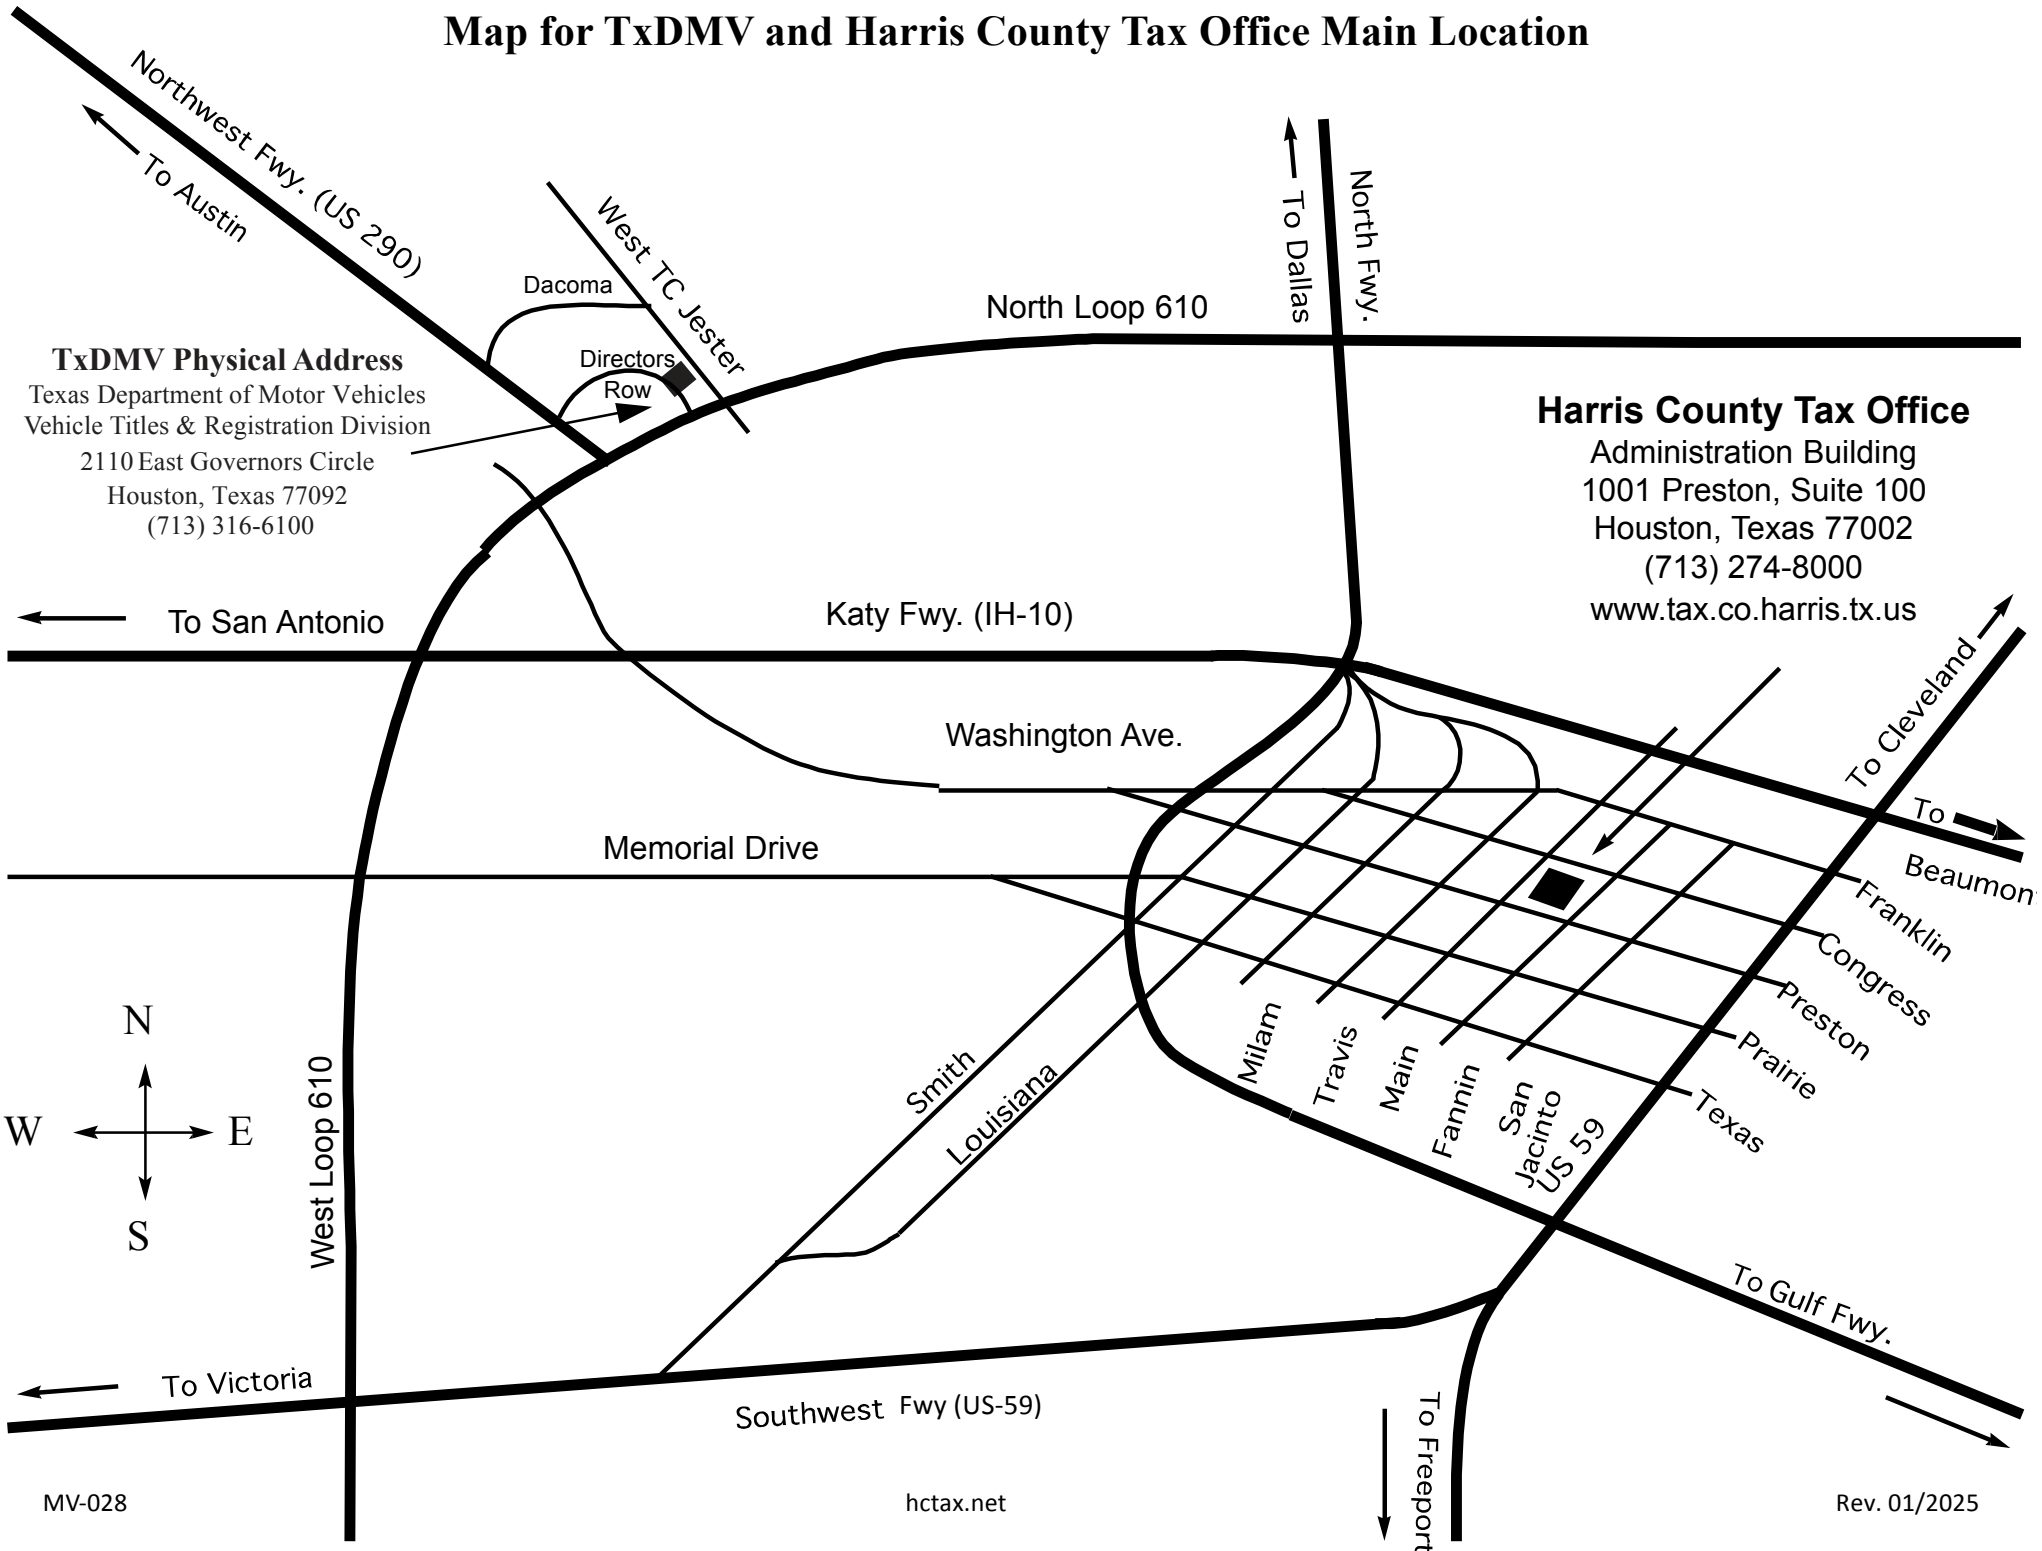 Map for TxDMV and Harris County Tax Office Main Location
Northwest Fwy. (US 290)
To Austin
West TC Jester
Dacoma
Directors
Row
North Loop 610
To Dallas
North Fwy.
TxDMV Physical Address
Texas Department of Motor Vehicles
Vehicle Titles & Registration Division
2110 East Governors Circle
Houston, Texas 77092
(713) 316-6100
Harris County Tax Office
Administration Building
1001 Preston, Suite 100
Houston, Texas 77002
(713) 274-8000
www.tax.co.harris.tx.us
To San Antonio
Katy Fwy. (IH-10)
To Cleveland
Washington Ave.
To
Beaumont
Memorial Drive
Franklin
Congress
Preston
Prairie
Texas
N
W
E
S
West Loop 610
Smith
Louisiana
Milam
Travis
Main
Fannin
San
Jacinto
US 59
To Gulf Fwy.
To Victoria
Southwest Fwy (US-59)
To Freeport
MV-028
hctax.net
Rev. 01/2025